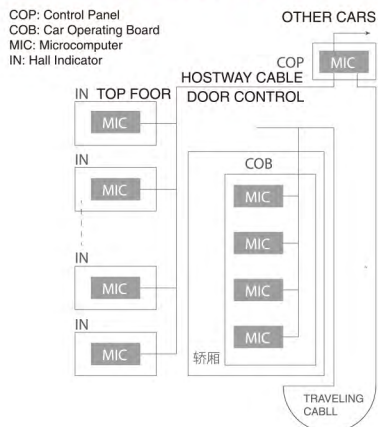 COP: Control Panel
COB: Car Operating Board
MIC: Microcomputer
IN: Hall Indicator
OTHER CARS
COP
MIC
HOSTWAY CABLE
IN TOP FOOR
DOOR CONTROL
MIC
COB
IN
MIC
MIC
MIC
IN
MIC
MIC
IN
MIC
MIC
轿厢
TRAVELING
CABLL